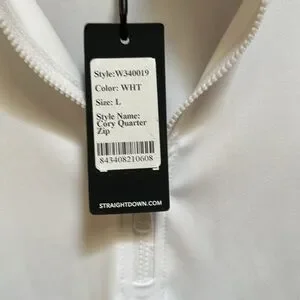 Style:W340019
Color: WHT
Size: L
Style Name:
Cory Quarter
Zip
843408210608
STRAIGHTDOWN.COM